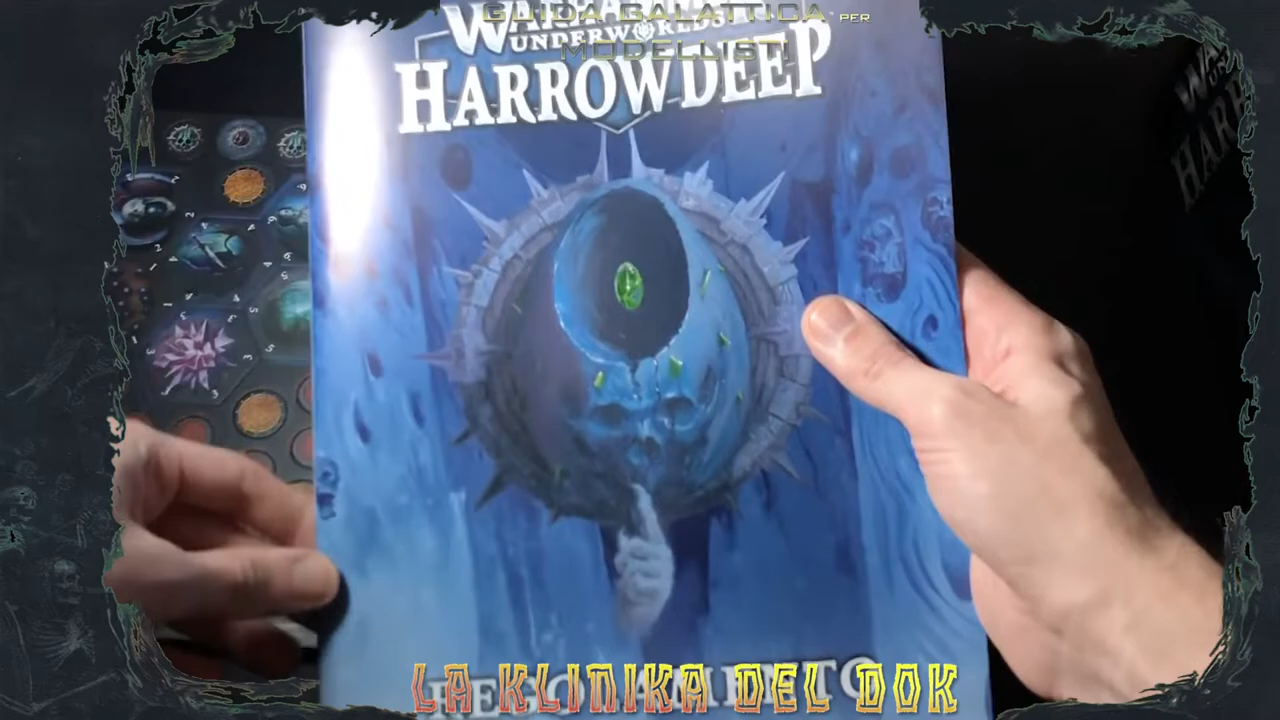 GUIDA GALATTICA PER
MODELLISTI
UNDERWORLDS
HARROWDEEP
LA KLINIKA DEL DOK